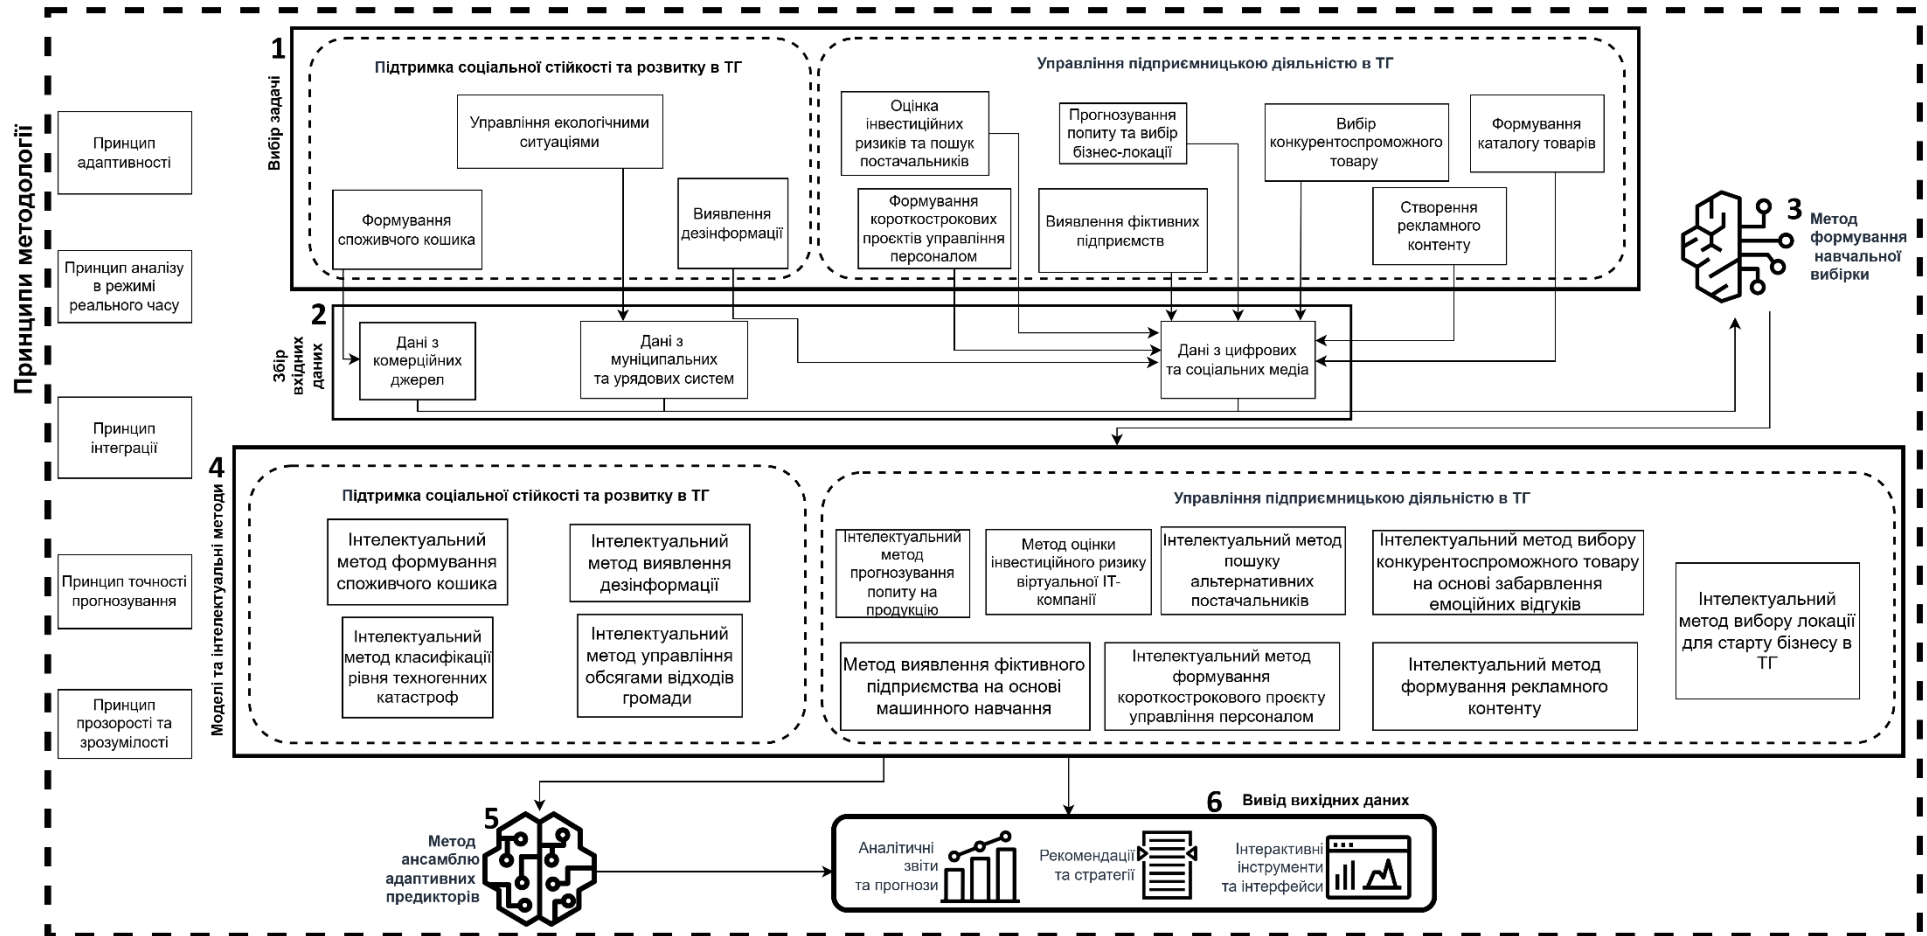 Принципи методології
Принцип
адаптивності
Принцип аналізу
в режимі
реального часу
Принцип
інтеграції
Принцип точності
прогнозування
Принцип
прозорості та
зрозумілості
1
Вибір задачі
Підтримка соціальної стійкості та розвитку в ТГ
Управління екологічними
ситуаціями
Формування
споживчого кошика
Виявлення
дезінформації
Управління підприємницькою діяльністю в ТГ
Оцінка
інвестиційних
ризиків та пошук
постачальників
Прогнозування
попиту та вибір
бізнес-локації
Вибір
конкурентоспроможного
товару
Формування
каталогу товарів
Формування
короткострокових
проєктів управління
персоналом
Виявлення фіктивних
підприємств
Створення
рекламного
контенту
2
Збір
вхідних
даних
Дані з
комерційних
джерел
Дані з
муніципальних
та урядових систем
Дані з цифрових
та соціальних медіа
3
Метод
формування
навчальної
вибірки
4
Моделі та інтелектуальні методи
Підтримка соціальної стійкості та розвитку в ТГ
Інтелектуальний
метод формування
споживчого кошика
Інтелектуальний
метод виявлення
дезінформації
Інтелектуальний
метод класифікації
рівня техногенних
катастроф
Інтелектуальний
метод управління
обсягами відходів
громади
Управління підприємницькою діяльністю в ТГ
Інтелектуальний
метод
прогнозування
попиту на
продукцію
Метод оцінки
інвестиційного ризику
віртуальної ІТ-
компанії
Інтелектуальний метод
пошуку
альтернативних
постачальників
Інтелектуальний метод вибору
конкурентоспроможного товару
на основі забарвлення
емоційних відгуків
Інтелектуальний
метод вибору локації
для старту бізнесу в
ТГ
Метод виявлення фіктивного
підприємства на основі
машинного навчання
Інтелектуальний метод
формування
короткострокового проєкту
управління персоналом
Інтелектуальний метод
формування рекламного
контенту
5
Метод
ансамблю
адаптивних
предикторів
6
Вивід вихідних даних
Аналітичні
звіти
та прогнози
Рекомендації
та стратегії
Інтерактивні
інструменти
та інтерфейси